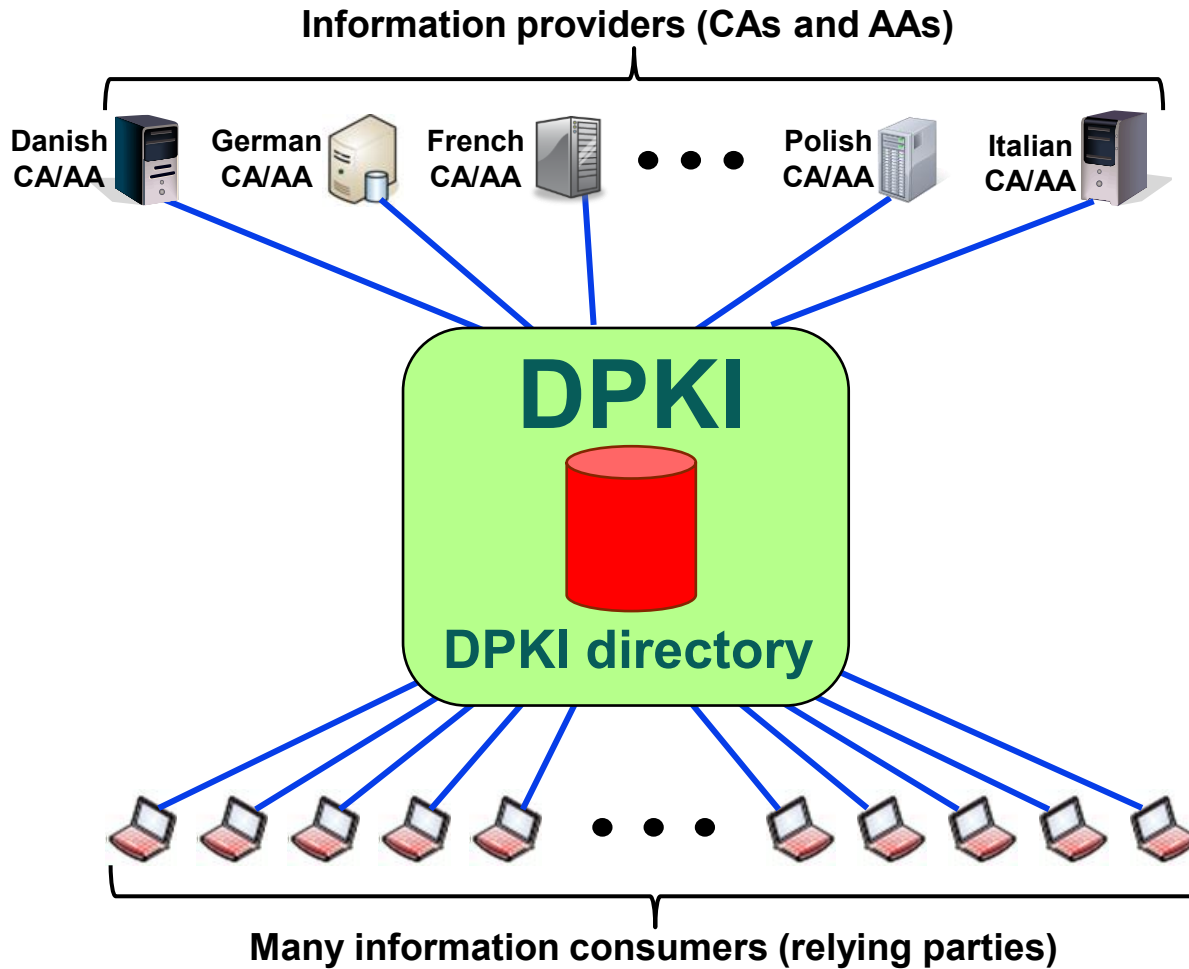 Information providers (CAs and AAs)
Danish
CA/AA
German
CA/AA
French
CA/AA
Polish
CA/AA
Italian
CA/AA
DPKI
DPKI directory
Many information consumers (relying parties)